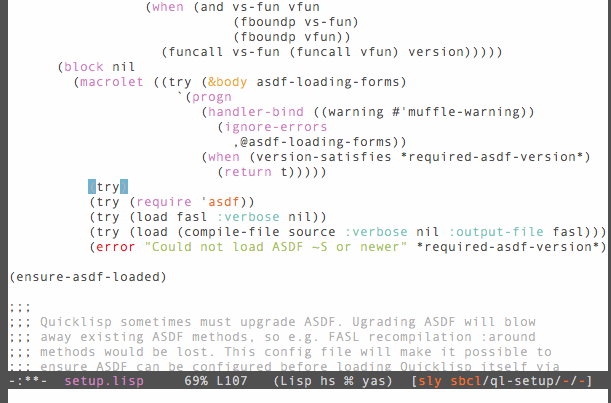 (when (and vs-fun vfun
(fboundp vs-fun)
(fboundp vfun))
(funcall vs-fun (funcall vfun) version)))))
(block nil
(macrolet ((try (&body asdf-loading-forms)
`(progn
(handler-bind ((warning #'muffle-warning))
(ignore-errors
,@asdf-loading-forms))
(when (version-satisfies *required-asdf-version*)
(return t)))))
(try)
(try (require 'asdf))
(try (load fasl :verbose nil))
(try (load (compile-file source :verbose nil :output-file fasl)))
(error "Could not load ASDF ~S or newer" *required-asdf-version*)
(ensure-asdf-loaded)
;;;
;;; Quicklisp sometimes must upgrade ASDF. Ugrading ASDF will blow
;;; away existing ASDF methods, so e.g. FASL recompilation :around
;;; methods would be lost. This config file will make it possible to
;;; ensure ASDF can be configured before loading Quicklisp itself via
-:**- setup.lisp 69% L107 (Lisp hs ⌘ yas) [sly sbcl/ql-setup/-/-]